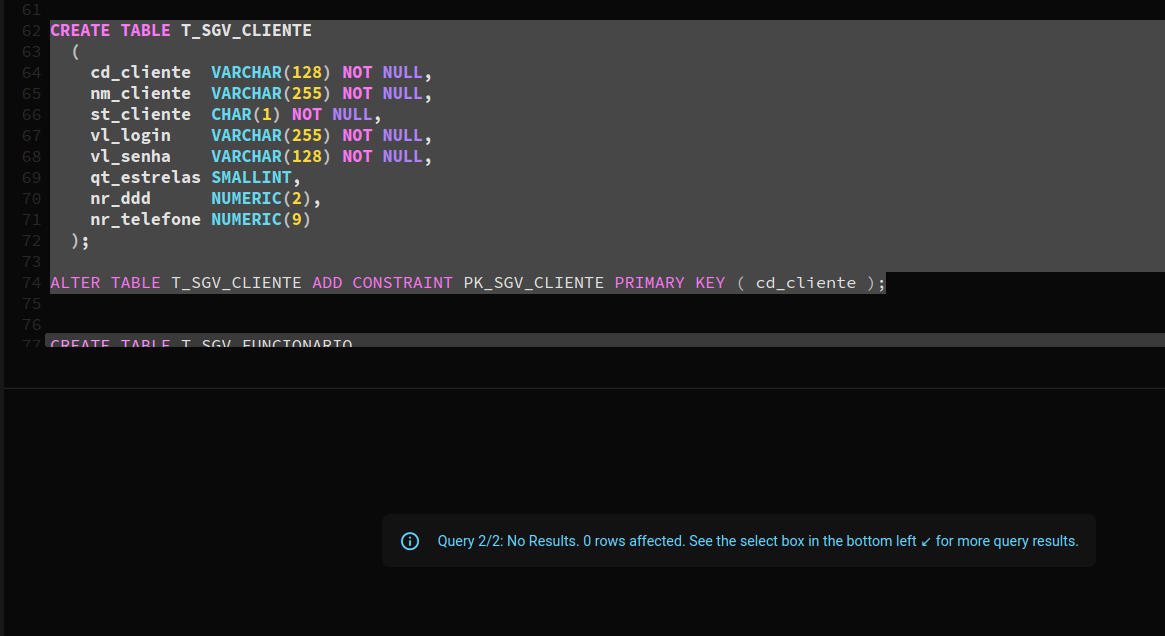 61
62 CREATE TABLE T_SGV_CLIENTE
63 (
64 cd_cliente VARCHAR(128) NOT NULL,
65 nm_cliente VARCHAR(255) NOT NULL,
66 st_cliente CHAR(1) NOT NULL,
67 vl_login VARCHAR(255) NOT NULL,
68 vl_senha VARCHAR(128) NOT NULL,
69 qt_estrelas SMALLINT,
70 nr_ddd NUMERIC(2),
71 nr_telefone NUMERIC(9)
72 );
73
74 ALTER TABLE T_SGV_CLIENTE ADD CONSTRAINT PK_SGV_CLIENTE PRIMARY KEY ( cd_cliente );
75
76
77 CREATE TABLE T_SGV_FUNCIONARIO
Query 2/2: No Results. 0 rows affected. See the select box in the bottom left ↙ for more query results.